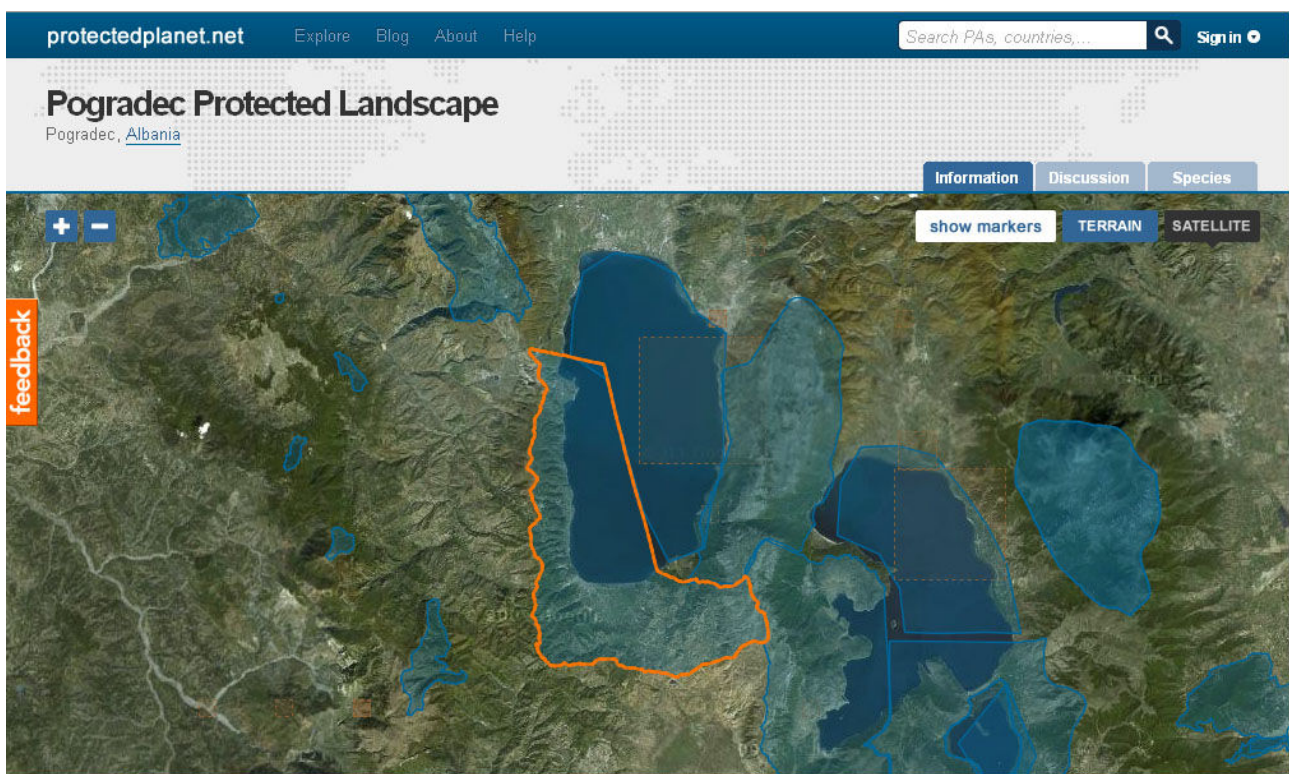 protectedplanet.net Explore Blog About Help Search PAs, countries,... Sign in
Pogradec Protected Landscape
Pogradec, Albania
Information Discussion Species
+ − show markers TERRAIN SATELLITE
feedback